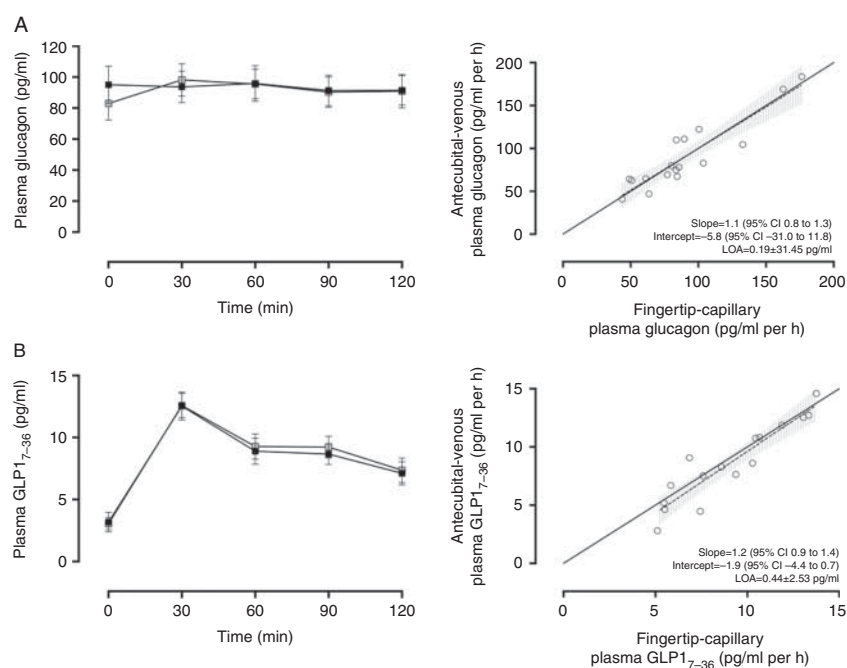 A
Plasma glucagon (pg/ml)
120
100
80
60
40
20
0
0 30 60 90 120
Time (min)
Antecubital-venous
plasma glucagon (pg/ml per h)
200
150
100
50
0
Slope=1.1 (95% CI 0.8 to 1.3)
Intercept=–5.8 (95% CI –31.0 to 11.8)
LOA=0.19±31.45 pg/ml
0 50 100 150 200
Fingertip-capillary
plasma glucagon (pg/ml per h)
B
Plasma GLP1₇₋₃₆ (pg/ml)
15
10
5
0
0 30 60 90 120
Time (min)
Antecubital-venous
plasma GLP1₇₋₃₆ (pg/ml per h)
15
10
5
0
Slope=1.2 (95% CI 0.9 to 1.4)
Intercept=–1.9 (95% CI –4.4 to 0.7)
LOA=0.44±2.53 pg/ml
0 5 10 15
Fingertip-capillary
plasma GLP1₇₋₃₆ (pg/ml per h)